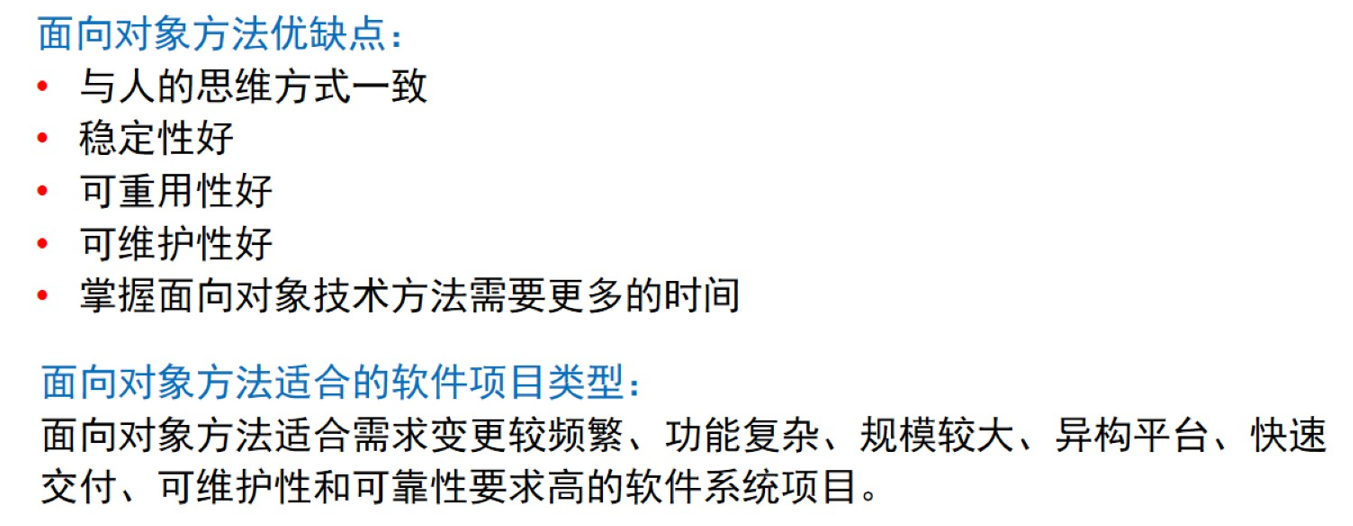 面向对象方法优缺点：
• 与人的思维方式一致
• 稳定性好
• 可重用性好
• 可维护性好
• 掌握面向对象技术方法需要更多的时间
面向对象方法适合的软件项目类型：
面向对象方法适合需求变更较频繁、功能复杂、规模较大、异构平台、快速
交付、可维护性和可靠性要求高的软件系统项目。